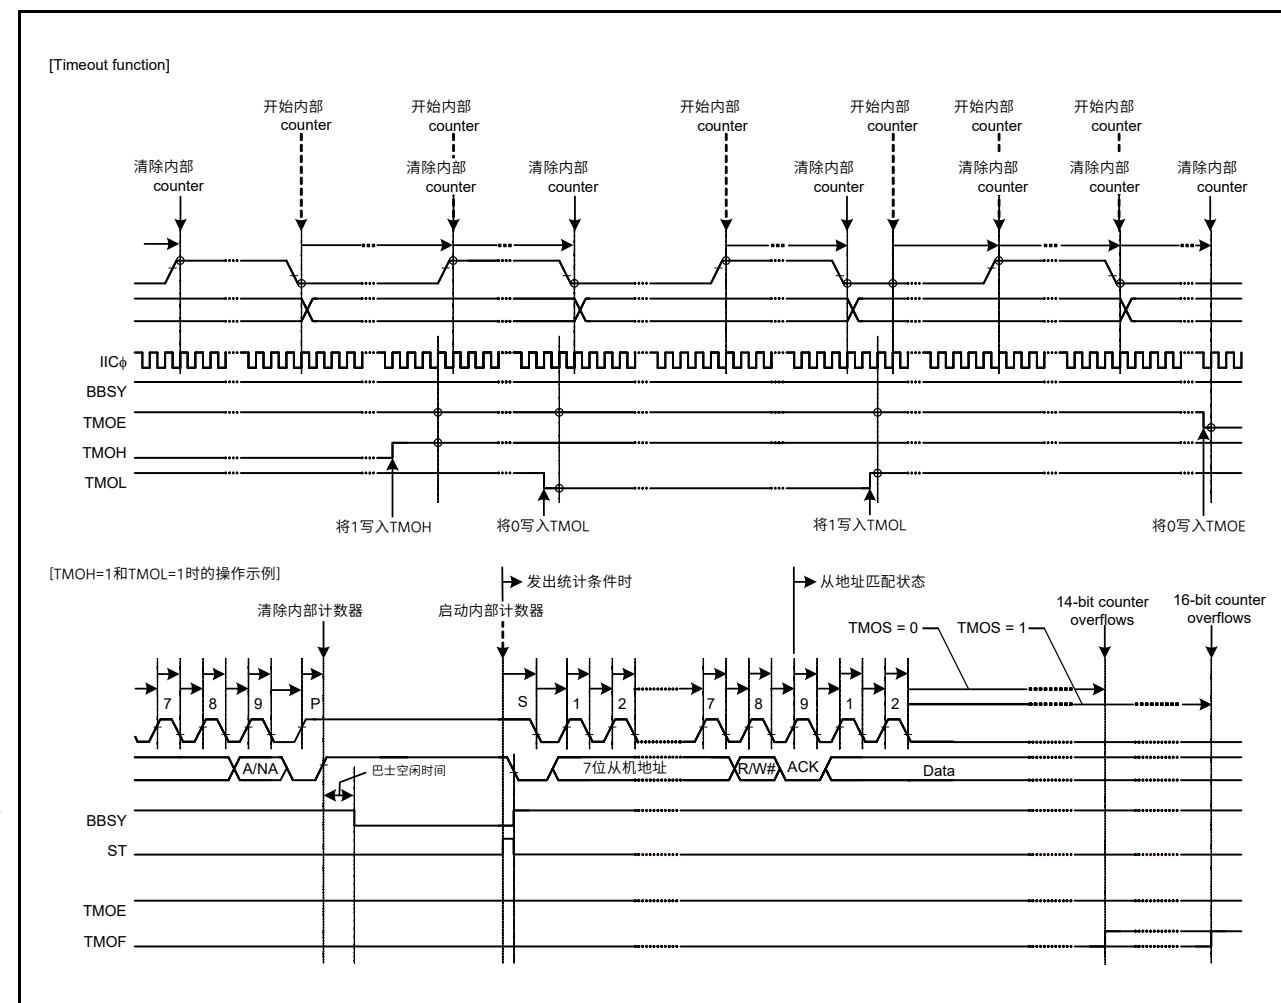 [Timeout function]
开始内部
counter
开始内部
counter
开始内部
counter
开始内部
counter
开始内部
counter
开始内部
counter
清除内部
counter
清除内部
counter
清除内部
counter
清除内部
counter
清除内部
counter
清除内部
counter
清除内部
counter
IICϕ
BBSY
TMOE
TMOH
TMOL
将1写入TMOH
将0写入TMOL
将1写入TMOL
将0写入TMOE
[TMOH=1和TMOL=1时的操作示例]
发出统计条件时
从地址匹配状态
清除内部计数器
启动内部计数器
14-bit counter
overflows
16-bit counter
overflows
TMOS = 0
TMOS = 1
7 8 9 P S 1 2 7 8 9 1 2
A/NA
巴士空闲时间
7位从机地址
R/W#
ACK
Data
BBSY
ST
TMOE
TMOF